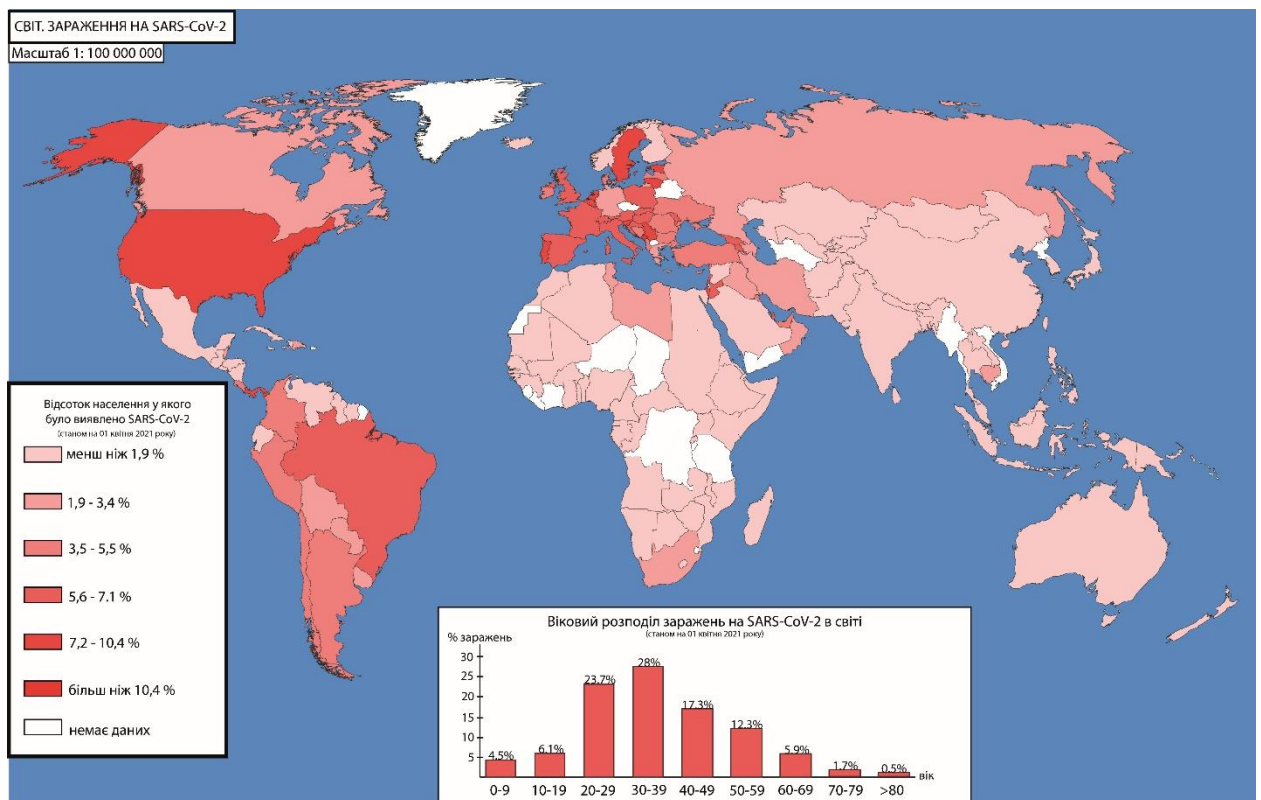 СВІТ. ЗАРАЖЕННЯ НА SARS-CoV-2
Масштаб 1: 100 000 000
Відсоток населення у якого
було виявлено SARS-CoV-2
(станом на 01 квітня 2021 року)
менш ніж 1,9 %
1,9 - 3,4 %
3,5 - 5,5 %
5,6 - 7.1 %
7,2 - 10,4 %
більш ніж 10,4 %
немає даних
Віковий розподіл заражень на SARS-CoV-2 в світі
(станом на 01 квітня 2021 року)
% заражень
30
25
20
15
10
5
4.5%
6.1%
23.7%
28%
17.3%
12.3%
5.9%
1.7%
0.5%
вік
0-9 10-19 20-29 30-39 40-49 50-59 60-69 70-79 >80